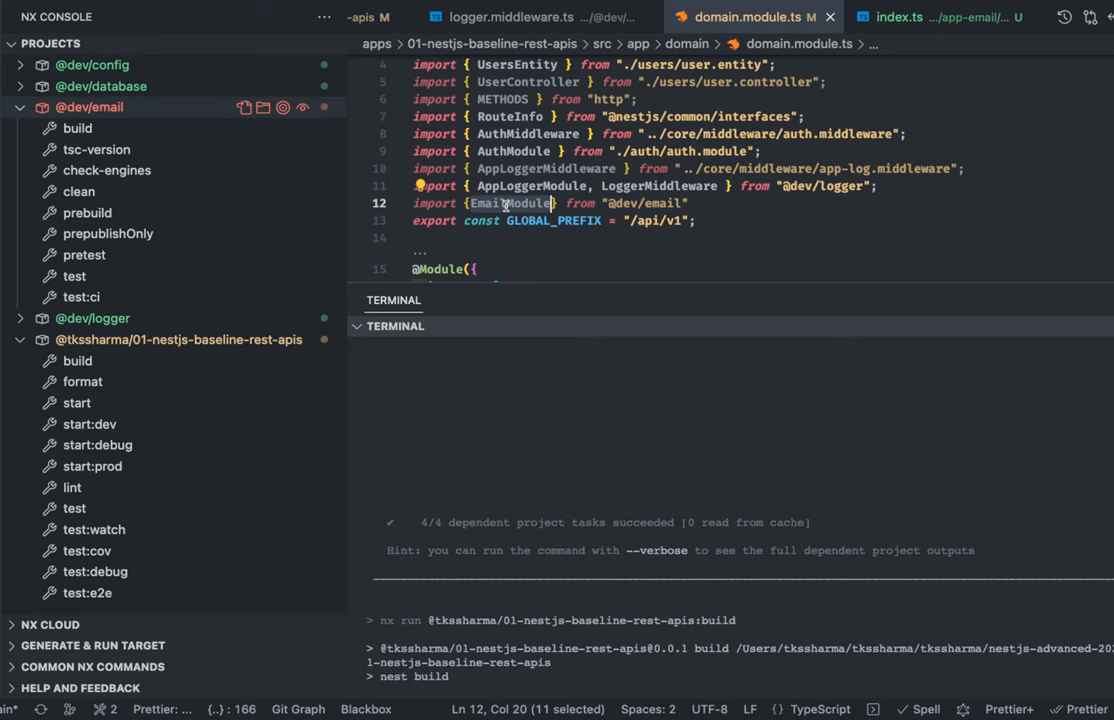 NX CONSOLE
...
-apis M
TS logger.middleware.ts .../@dev/...
domain.module.ts M
TS index.ts .../app-email/... U
PROJECTS
apps > 01-nestjs-baseline-rest-apis > src > app > domain > domain.module.ts > ...
@dev/config
@dev/database
@dev/email
build
tsc-version
check-engines
clean
prebuild
prepublishOnly
pretest
test
test:ci
@dev/logger
@tkssharma/01-nestjs-baseline-rest-apis
build
format
start
start:dev
start:debug
start:prod
lint
test
test:watch
test:cov
test:debug
test:e2e
NX CLOUD
GENERATE & RUN TARGET
COMMON NX COMMANDS
HELP AND FEEDBACK
4 import { UsersEntity } from "./users/user.entity";
5 import { UserController } from "./users/user.controller";
6 import { METHODS } from "http";
7 import { RouteInfo } from "@nestjs/common/interfaces";
8 import { AuthMiddleware } from "../core/middleware/auth.middleware";
9 import { AuthModule } from "./auth/auth.module";
10 import { AppLoggerMiddleware } from "../core/middleware/app-log.middleware";
11 import { AppLoggerModule, LoggerMiddleware } from "@dev/logger";
12 import {EmailModule} from "@dev/email"
13 export const GLOBAL_PREFIX = "/api/v1";
14
...
15 @Module({
TERMINAL
TERMINAL
✔ 4/4 dependent project tasks succeeded [0 read from cache]
Hint: you can run the command with --verbose to see the full dependent project outputs
> nx run @tkssharma/01-nestjs-baseline-rest-apis:build
> @tkssharma/01-nestjs-baseline-rest-apis@0.0.1 build /Users/tkssharma/tkssharma/tkssharma/nestjs-advanced-202
1-nestjs-baseline-rest-apis
> nest build
ain* 2 Prettier: ... {..} : 166 Git Graph Blackbox Ln 12, Col 20 (11 selected) Spaces: 2 UTF-8 LF {} TypeScript Spell Prettier+ Prettier